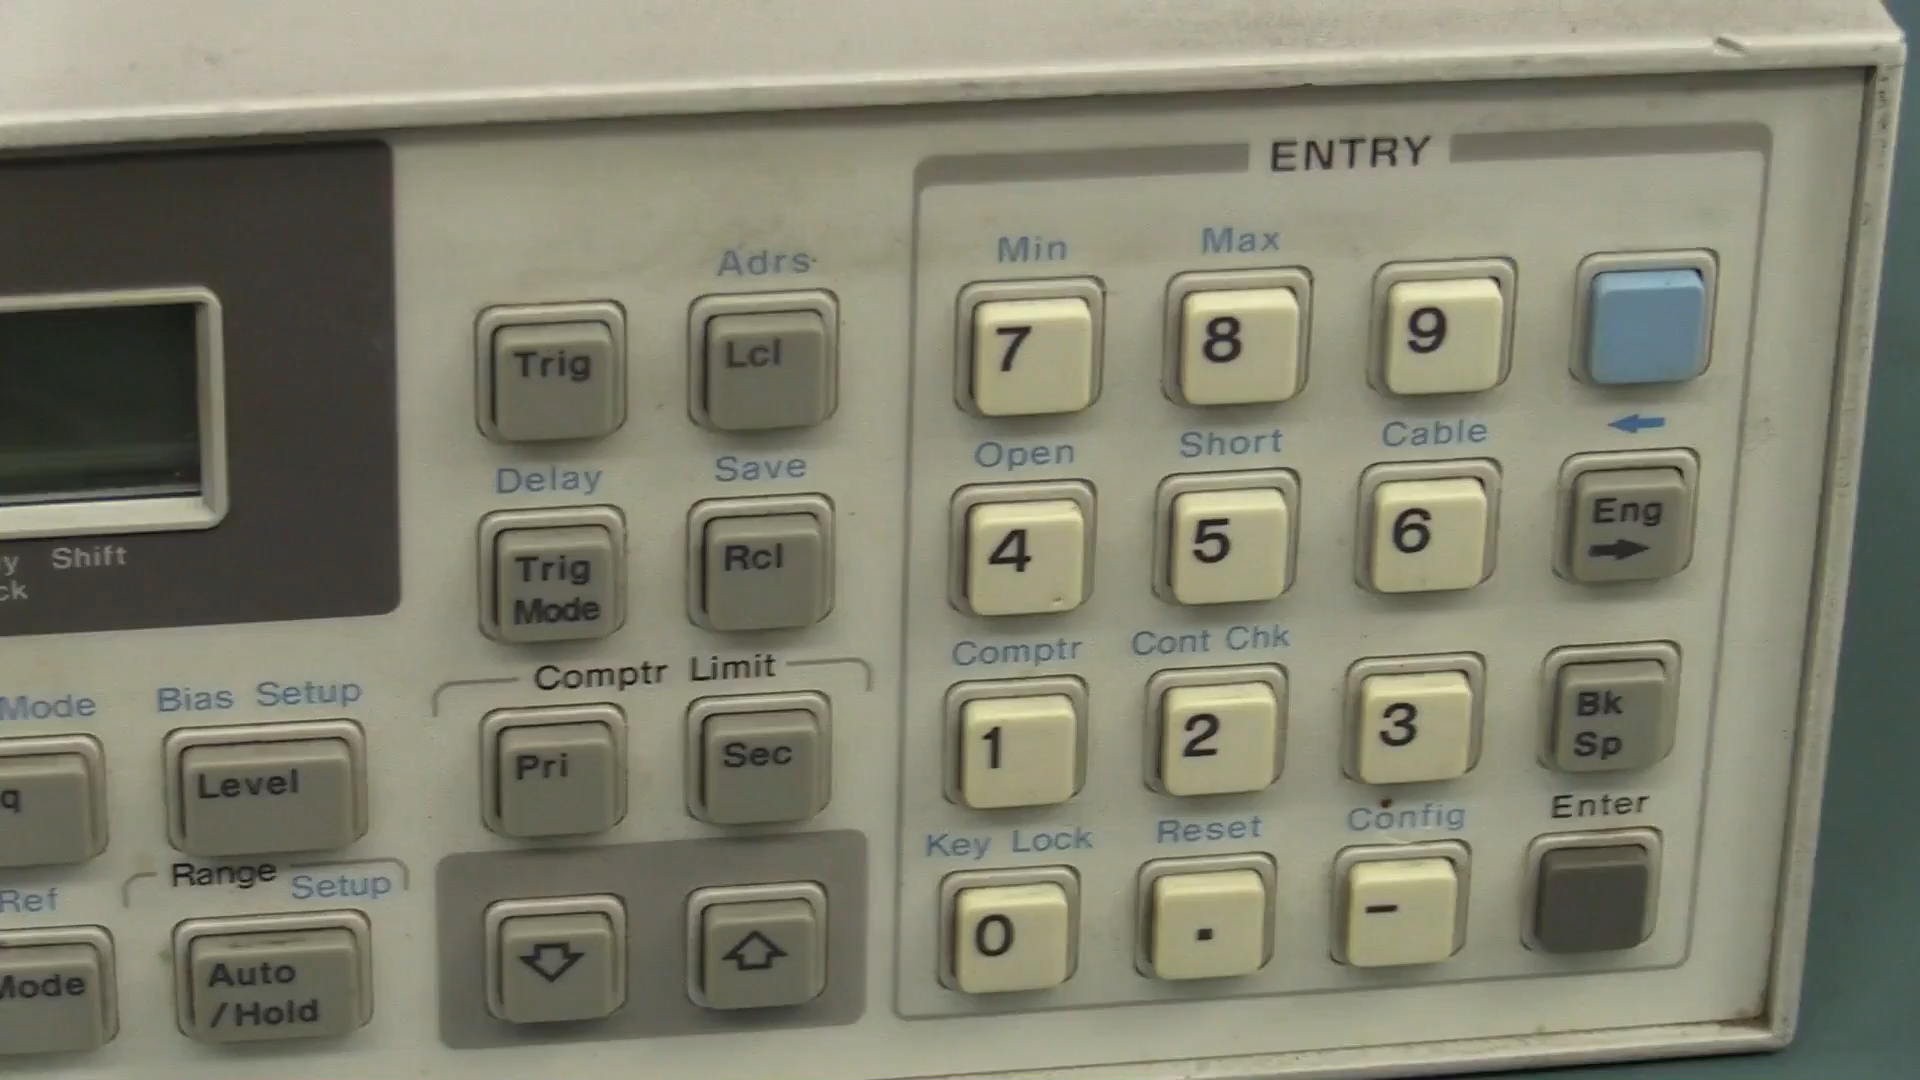 ENTRY
Adrs
Min
Max
Trig
Lcl
7
8
9
Delay
Save
Open
Short
Cable
Trig
Mode
Rcl
4
5
6
Eng
Shift
Comptr Limit
Comptr
Cont Chk
Mode
Bias Setup
Level
Pri
Sec
1
2
3
Bk
Sp
Range
Setup
Key Lock
Reset
Config
Enter
Ref
Mode
Auto
/Hold
0
.
-